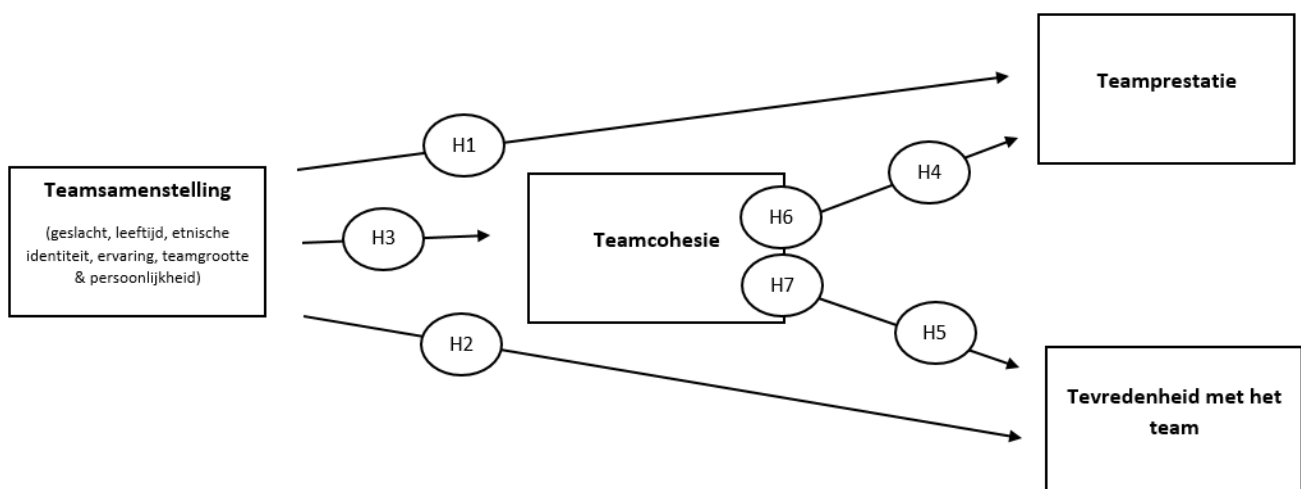 Teamprestatie
H1
H4
Teamsamenstelling
(geslacht, leeftijd, etnische
identiteit, ervaring, teamgrootte
& persoonlijkheid)
H3
Teamcohesie
H6
H7
H2
H5
Tevredenheid met het
team